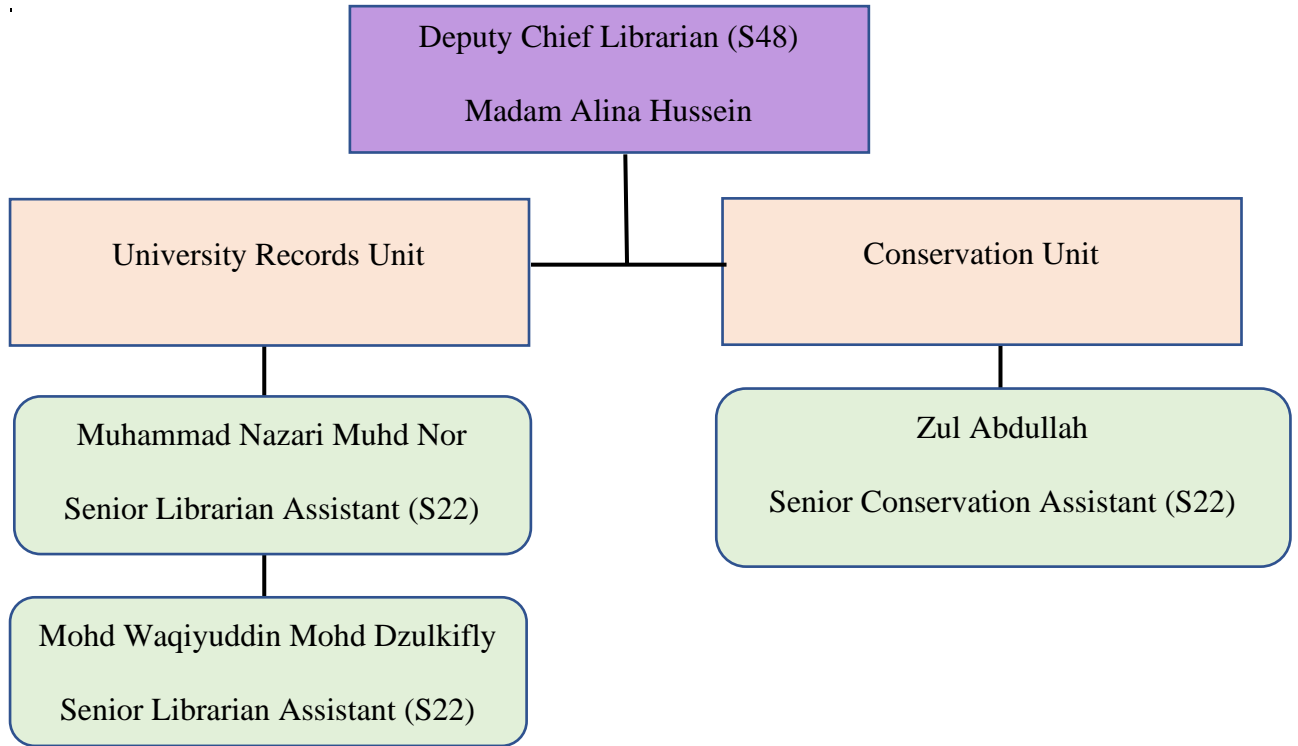 Deputy Chief Librarian (S48)
Madam Alina Hussein
University Records Unit
Conservation Unit
Muhammad Nazari Muhd Nor
Senior Librarian Assistant (S22)
Zul Abdullah
Senior Conservation Assistant (S22)
Mohd Waqiyuddin Mohd Dzulkifly
Senior Librarian Assistant (S22)